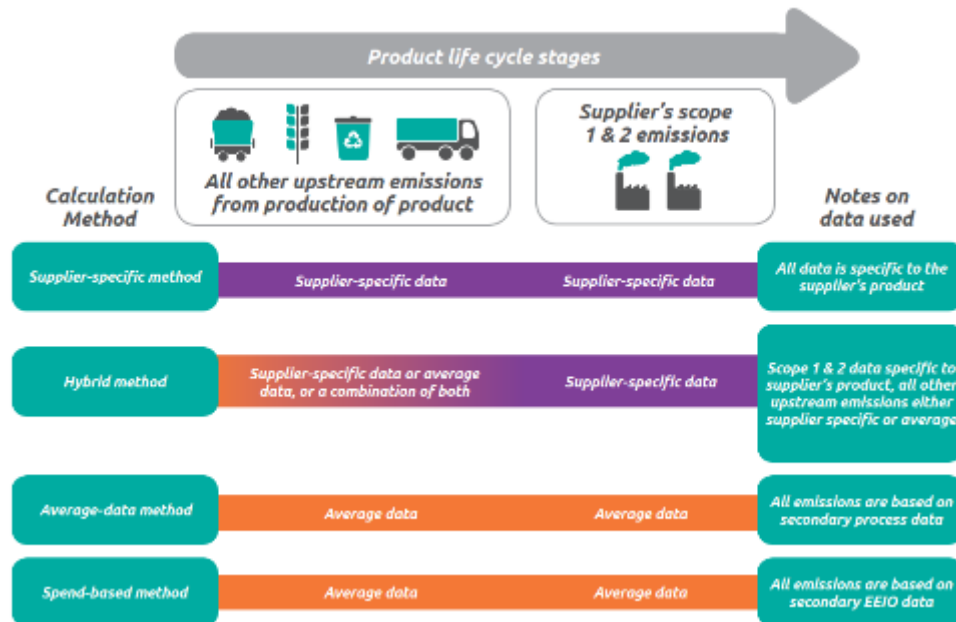 Product life cycle stages
All other upstream emissions
from production of product
Supplier's scope
1 & 2 emissions
Calculation
Method
Notes on
data used
Supplier-specific method
Supplier-specific data
Supplier-specific data
All data is specific to the
supplier's product
Hybrid method
Supplier-specific data or average
data, or a combination of both
Supplier-specific data
Scope 1 & 2 data specific to
supplier's product, all other
upstream emissions either
supplier specific or average
Average-data method
Average data
Average data
All emissions are based on
secondary process data
Spend-based method
Average data
Average data
All emissions are based on
secondary EEIO data